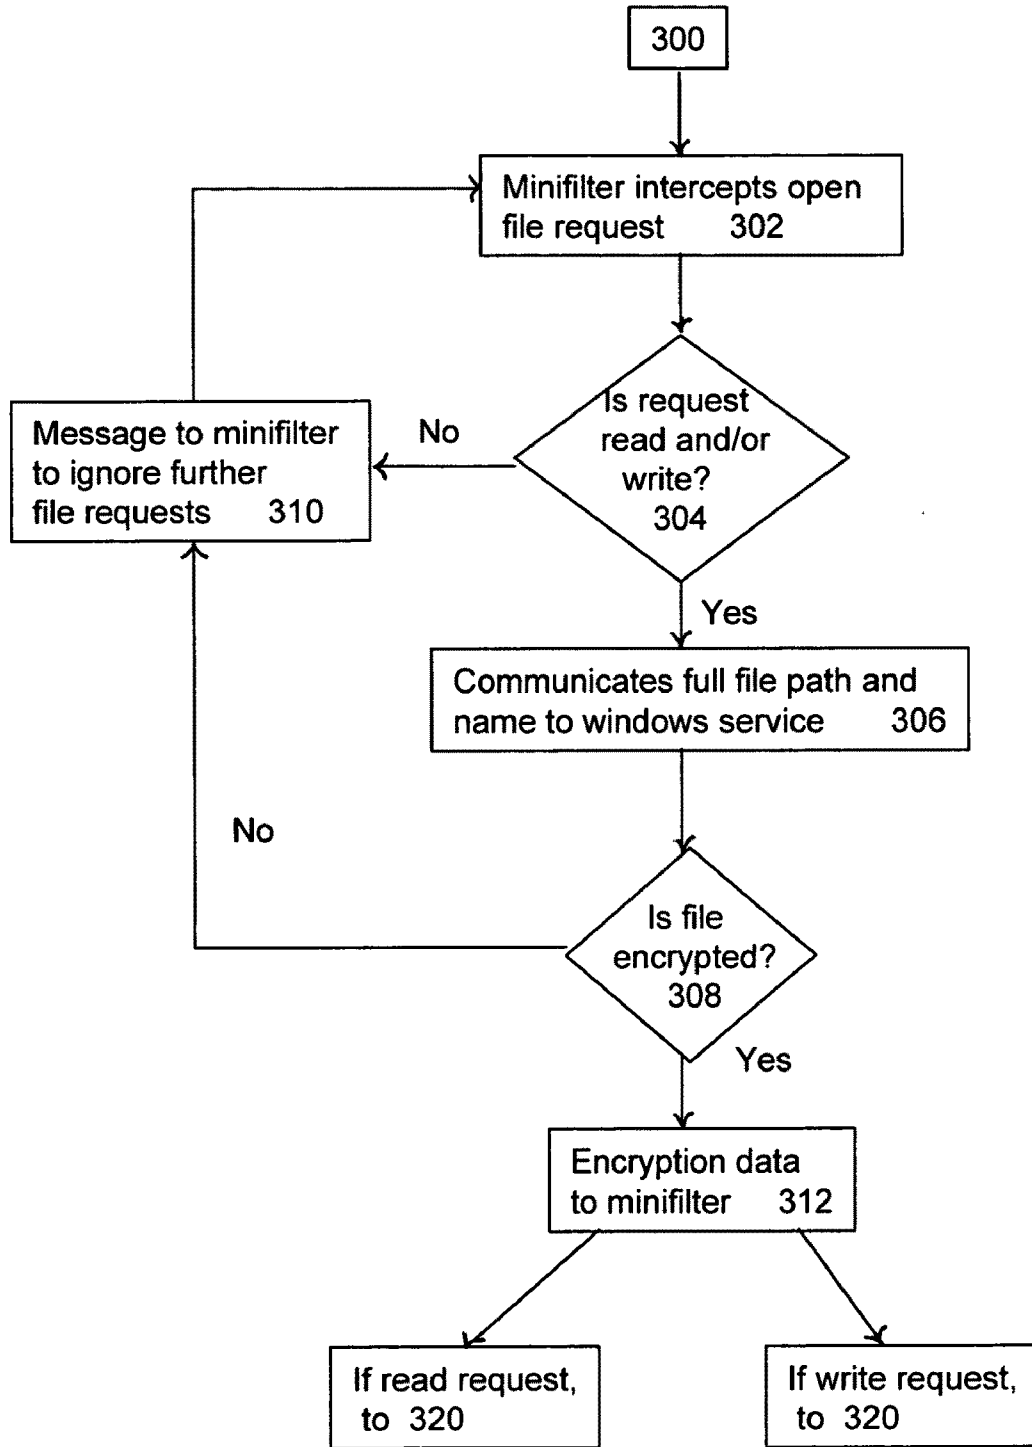 300
Minifilter intercepts open
file request 302
Is request
read and/or
write?
304
No
Message to minifilter
to ignore further
file requests 310
Yes
Communicates full file path and
name to windows service 306
No
Is file
encrypted?
308
Yes
Encryption data
to minifilter 312
If read request,
to 320
If write request,
to 320